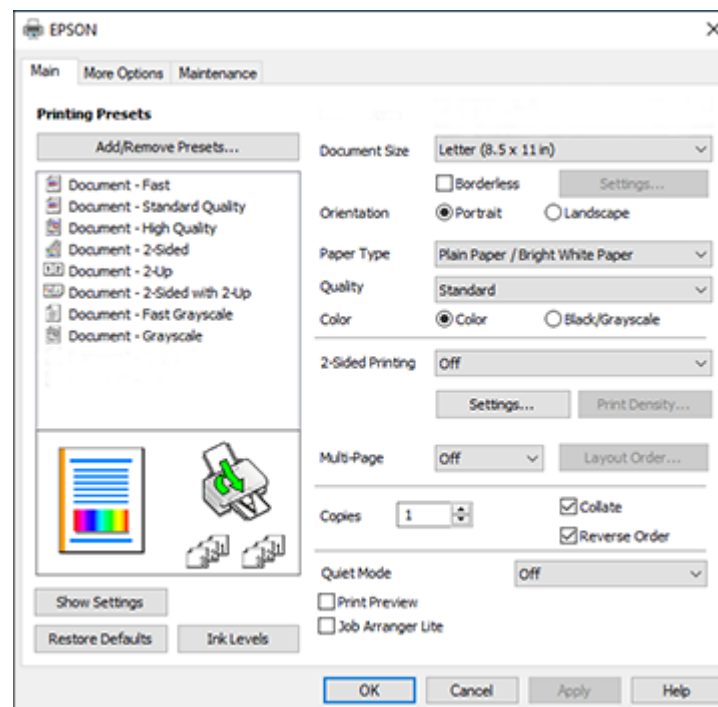 EPSON
Main More Options Maintenance
Printing Presets
Add/Remove Presets...
Document - Fast
Document - Standard Quality
Document - High Quality
Document - 2-Sided
Document - 2-Up
Document - 2-Sided with 2-Up
Document - Fast Grayscale
Document - Grayscale
Show Settings
Restore Defaults Ink Levels
Document Size Letter (8.5 x 11 in)
Borderless Settings...
Orientation Portrait Landscape
Paper Type Plain Paper / Bright White Paper
Quality Standard
Color Color Black/Grayscale
2-Sided Printing Off
Settings... Print Density...
Multi-Page Off Layout Order...
Copies 1 Collate
Reverse Order
Quiet Mode Off
Print Preview
Job Arranger Lite
OK Cancel Apply Help